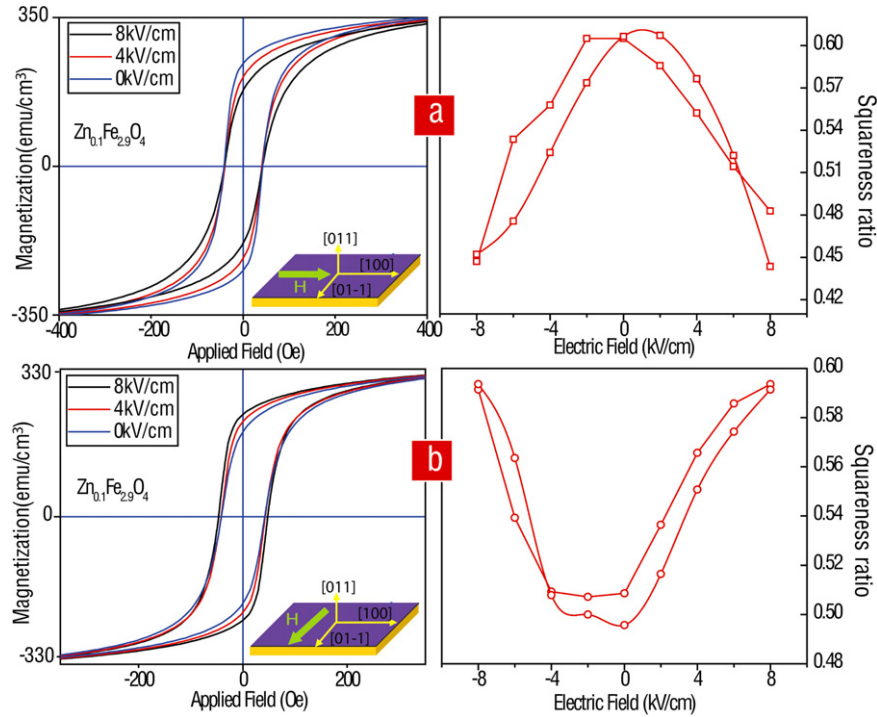 350
8kV/cm
4kV/cm
0kV/cm
Zn0.1Fe2.9O4
Magnetization(emu/cm³)
0
-350
-400
-200
0
200
400
Applied Field (Oe)
[011]
[100]
[01-1]
H
a
0.60
0.57
0.54
0.51
0.48
0.45
0.42
Squareness ratio
-8
-4
0
4
8
Electric Field (kV/cm)
330
8kV/cm
4kV/cm
0kV/cm
Zn0.1Fe2.9O4
Magnetization(emu/cm³)
0
-330
-200
0
200
Applied Field (Oe)
[011]
[100]
[01-1]
H
b
0.60
0.58
0.56
0.54
0.52
0.50
0.48
Squareness ratio
-8
-4
0
4
8
Electric Field (kV/cm)